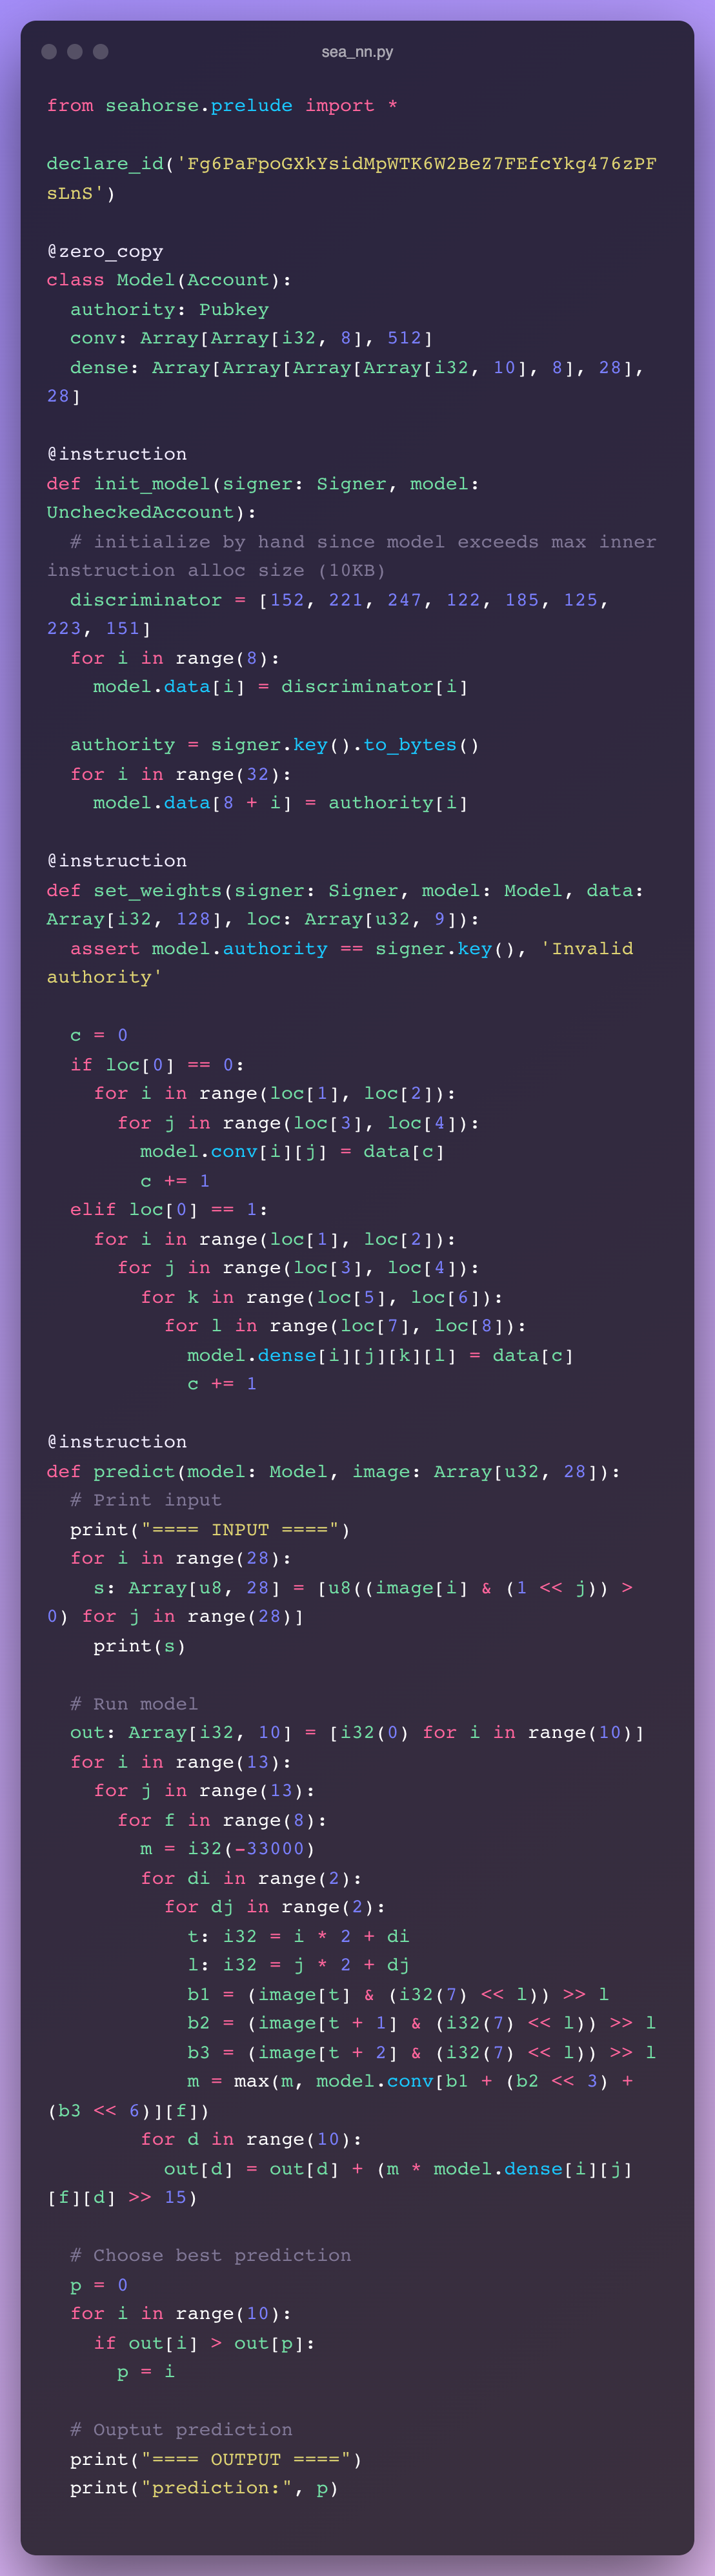 sea_nn.py
from seahorse.prelude import *

declare_id('Fg6PaFpoGXkYsidMpWTK6W2BeZ7FEfcYkg476zPF
sLnS')

@zero_copy
class Model(Account):
  authority: Pubkey
  conv: Array[Array[i32, 8], 512]
  dense: Array[Array[Array[Array[i32, 10], 8], 28],
28]

@instruction
def init_model(signer: Signer, model:
UncheckedAccount):
  # initialize by hand since model exceeds max inner
instruction alloc size (10KB)
  discriminator = [152, 221, 247, 122, 185, 125,
223, 151]
  for i in range(8):
    model.data[i] = discriminator[i]

  authority = signer.key().to_bytes()
  for i in range(32):
    model.data[8 + i] = authority[i]

@instruction
def set_weights(signer: Signer, model: Model, data:
Array[i32, 128], loc: Array[u32, 9]):
  assert model.authority == signer.key(), 'Invalid
authority'

  c = 0
  if loc[0] == 0:
    for i in range(loc[1], loc[2]):
      for j in range(loc[3], loc[4]):
        model.conv[i][j] = data[c]
        c += 1
  elif loc[0] == 1:
    for i in range(loc[1], loc[2]):
      for j in range(loc[3], loc[4]):
        for k in range(loc[5], loc[6]):
          for l in range(loc[7], loc[8]):
            model.dense[i][j][k][l] = data[c]
            c += 1

@instruction
def predict(model: Model, image: Array[u32, 28]):
  # Print input
  print("==== INPUT ====")
  for i in range(28):
    s: Array[u8, 28] = [u8((image[i] & (1 << j)) >
0) for j in range(28)]
    print(s)

  # Run model
  out: Array[i32, 10] = [i32(0) for i in range(10)]
  for i in range(13):
    for j in range(13):
      for f in range(8):
        m = i32(-33000)
        for di in range(2):
          for dj in range(2):
            t: i32 = i * 2 + di
            l: i32 = j * 2 + dj
            b1 = (image[t] & (i32(7) << l)) >> l
            b2 = (image[t + 1] & (i32(7) << l)) >> l
            b3 = (image[t + 2] & (i32(7) << l)) >> l
            m = max(m, model.conv[b1 + (b2 << 3) +
(b3 << 6)][f])
        for d in range(10):
          out[d] = out[d] + (m * model.dense[i][j]
[f][d] >> 15)

  # Choose best prediction
  p = 0
  for i in range(10):
    if out[i] > out[p]:
      p = i

  # Ouptut prediction
  print("==== OUTPUT ====")
  print("prediction:", p)